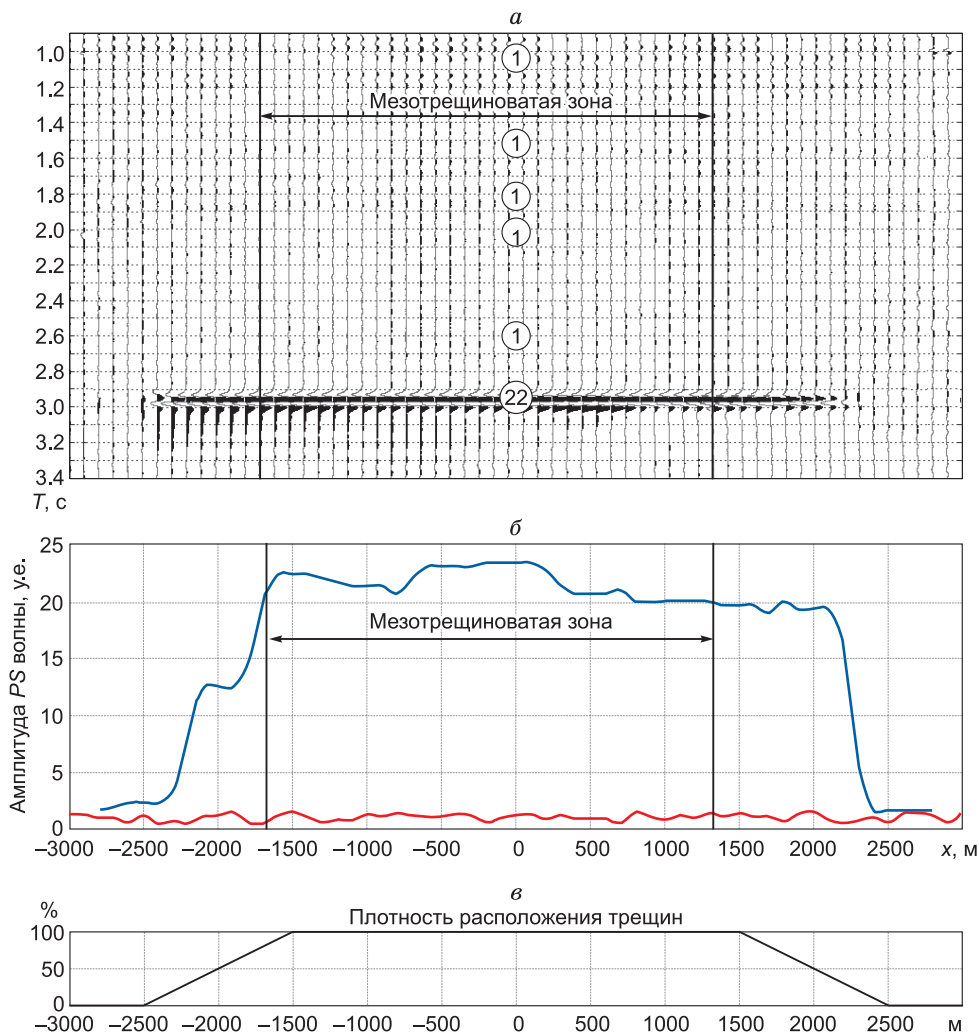 а
1.0
1.2
1.4
1.6
1.8
2.0
2.2
2.4
2.6
2.8
3.0
3.2
3.4
T, с
1
Мезотрещиноватая зона
1
1
1
1
22
б
Амплитуда PS волны, у.е.
25
20
15
10
5
0
Мезотрещиноватая зона
–3000 –2500 –2000 –1500 –1000 –500 0 500 1000 1500 2000 2500 x, м
в
% Плотность расположения трещин
100
50
0
–3000 –2500 –2000 –1500 –1000 –500 0 500 1000 1500 2000 2500 м